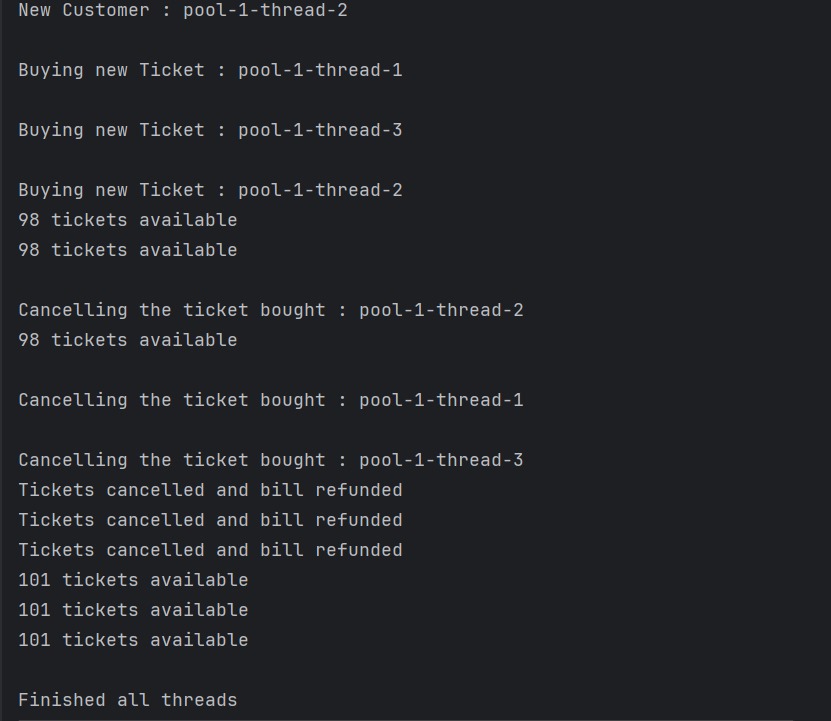 New Customer : pool-1-thread-2
Buying new Ticket : pool-1-thread-1
Buying new Ticket : pool-1-thread-3
Buying new Ticket : pool-1-thread-2
98 tickets available
98 tickets available
Cancelling the ticket bought : pool-1-thread-2
98 tickets available
Cancelling the ticket bought : pool-1-thread-1
Cancelling the ticket bought : pool-1-thread-3
Tickets cancelled and bill refunded
Tickets cancelled and bill refunded
Tickets cancelled and bill refunded
101 tickets available
101 tickets available
101 tickets available
Finished all threads